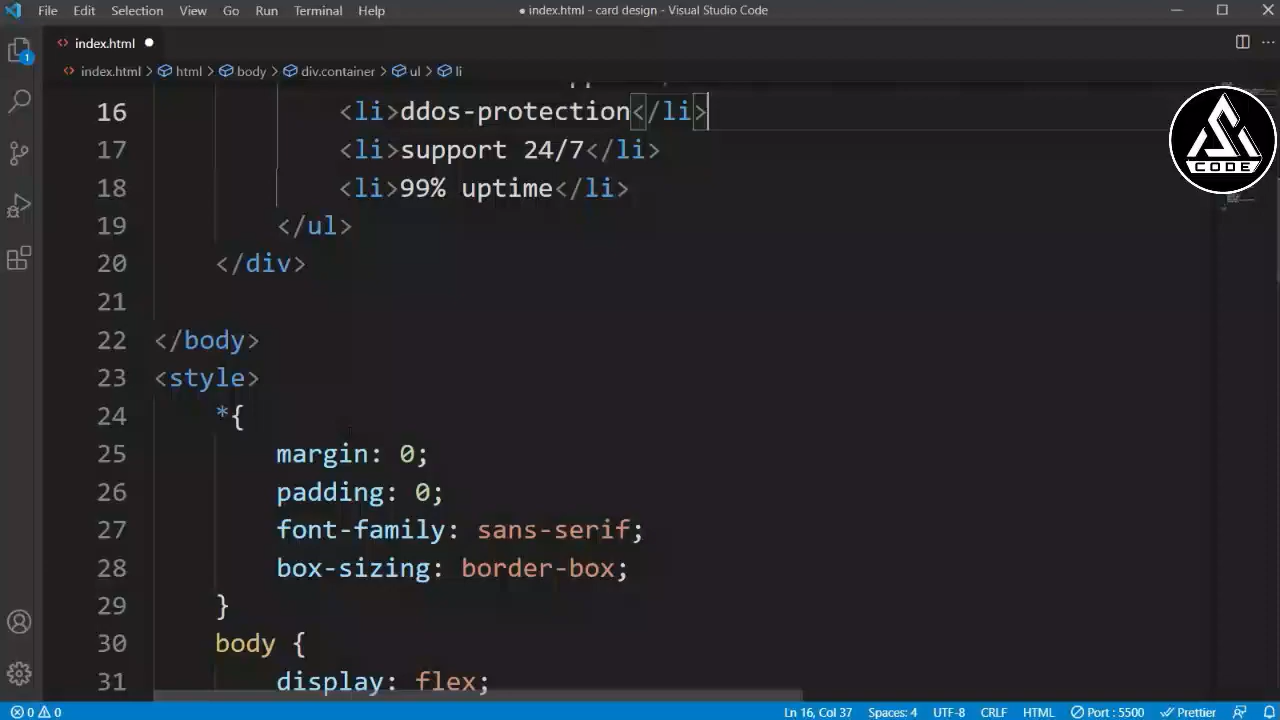 File Edit Selection View Go Run Terminal Help ● index.html - card design - Visual Studio Code
index.html ●
index.html > html > body > div.container > ul > li
1
16 <li>ddos-protection</li>
17 <li>support 24/7</li>
18 <li>99% uptime</li>
19 </ul>
20 </div>
21
22 </body>
23 <style>
24 *{
25 margin: 0;
26 padding: 0;
27 font-family: sans-serif;
28 box-sizing: border-box;
29 }
30 body {
31 display: flex;
CODE
0 0 Ln 16, Col 37 Spaces: 4 UTF-8 CRLF HTML Port : 5500 Prettier